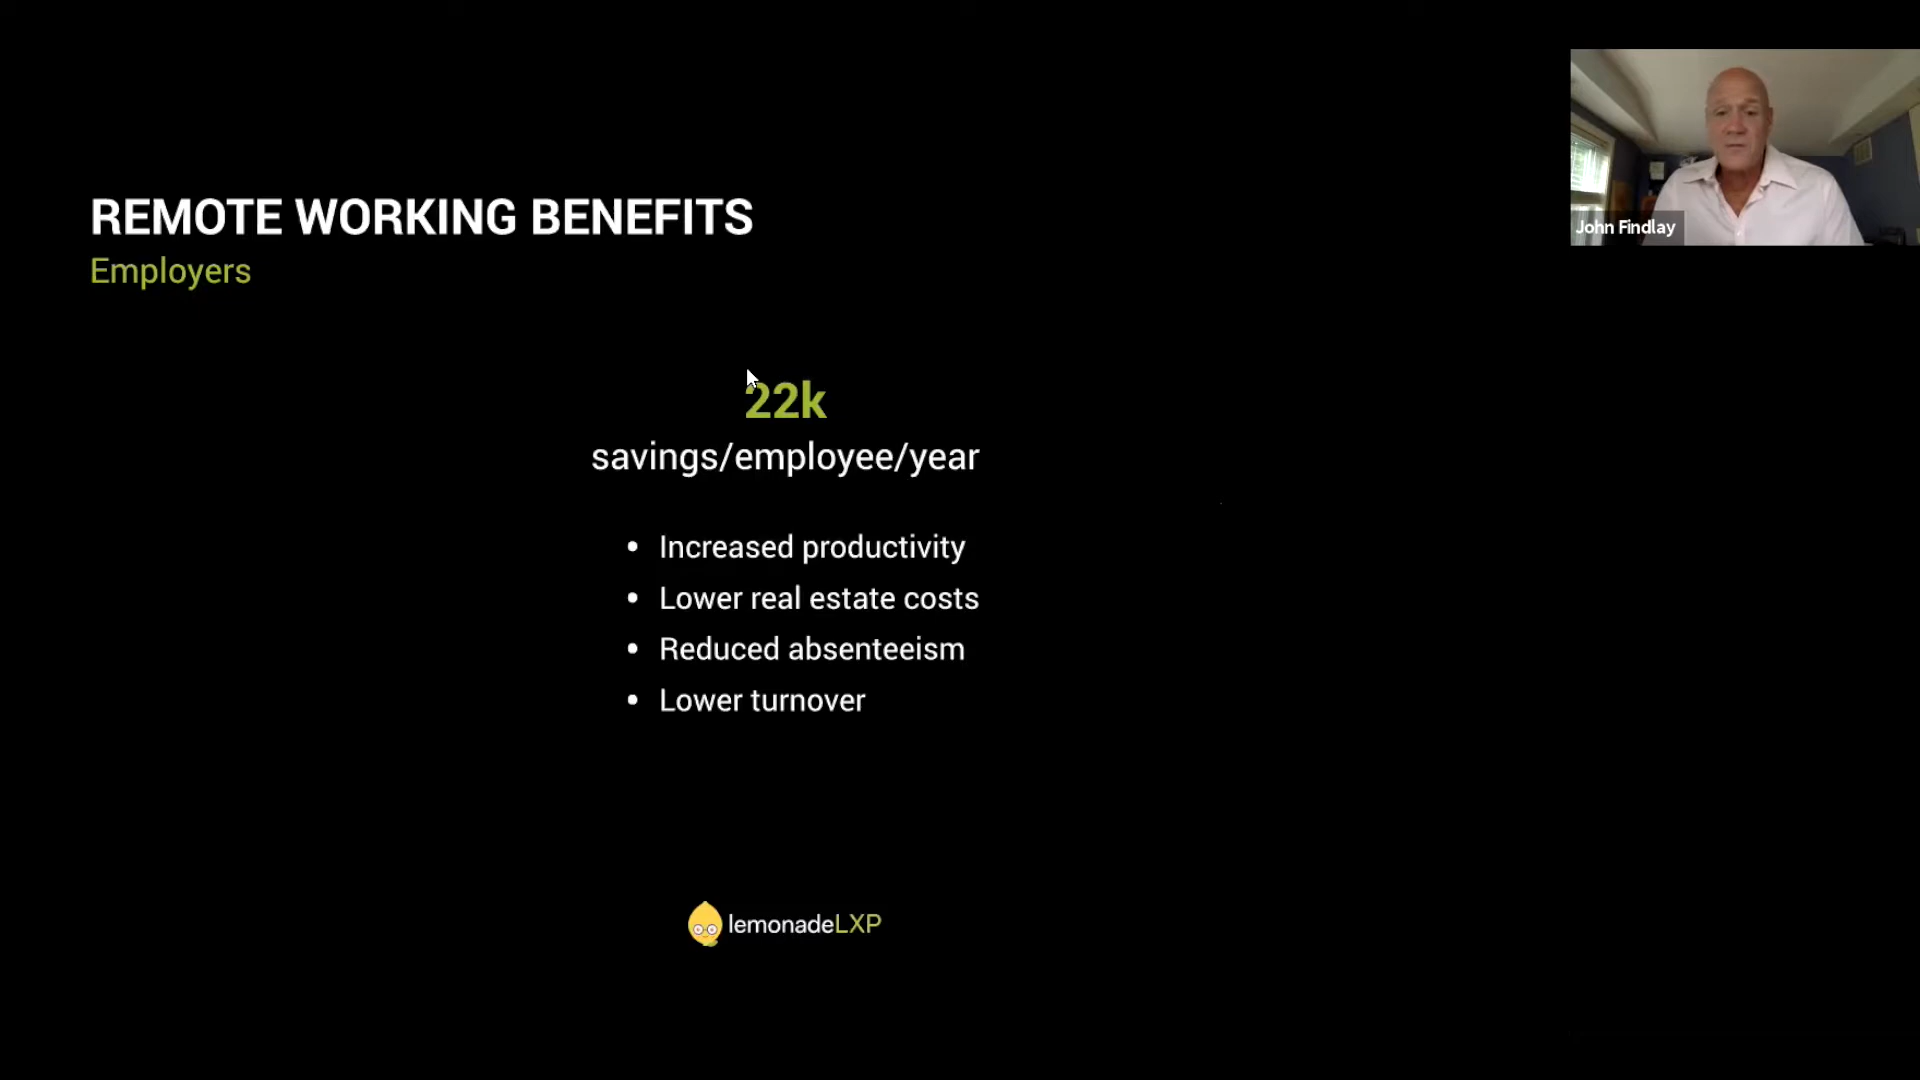 REMOTE WORKING BENEFITS
Employers
John Findlay
22k
savings/employee/year
• Increased productivity
• Lower real estate costs
• Reduced absenteeism
• Lower turnover
lemonadeLXP